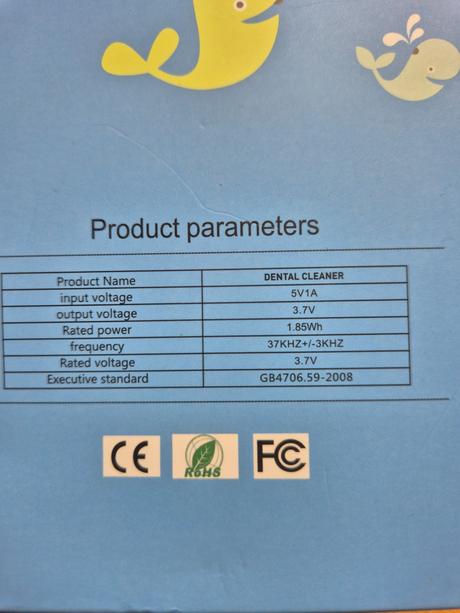 Product parameters
Product Name DENTAL CLEANER
input voltage 5V1A
output voltage 3.7V
Rated power 1.85Wh
frequency 37KHZ+/-3KHZ
Rated voltage 3.7V
Executive standard GB4706.59-2008
CE RoHS FC